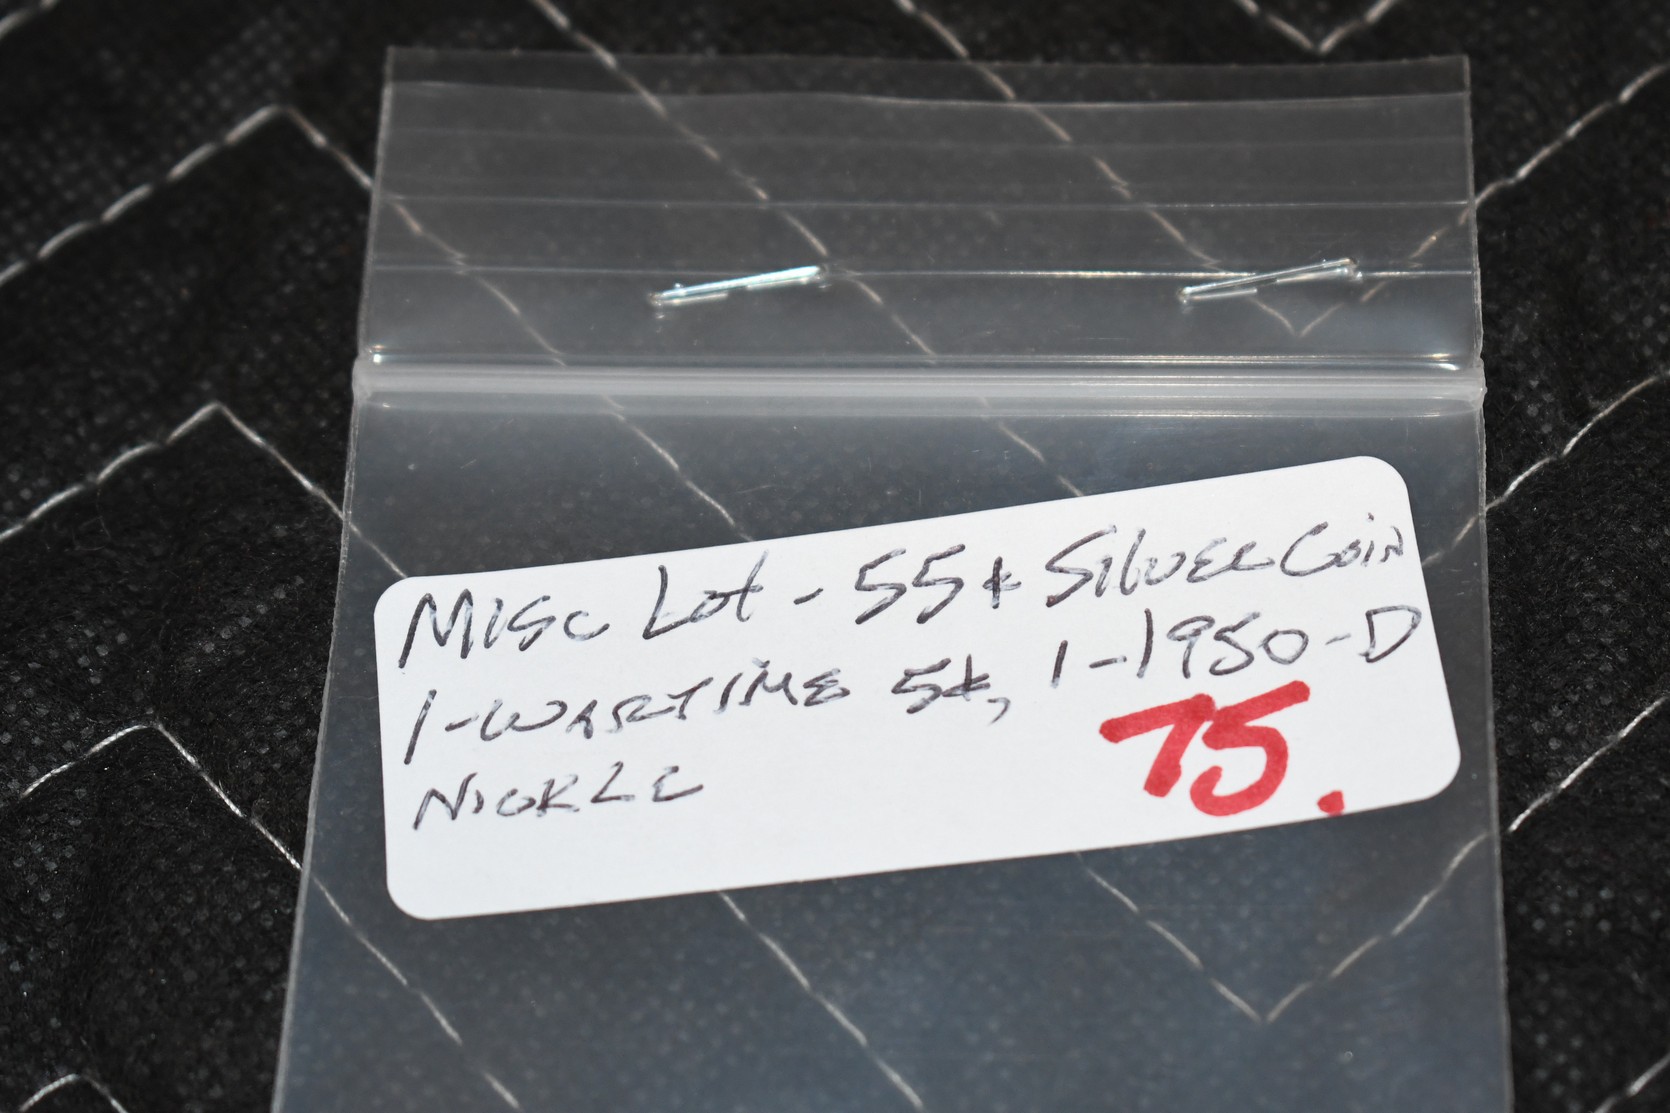 Misc Lot - 55¢ Silver Coin
1-WARTIME 5¢, 1-1950-D
NICKLE
75.